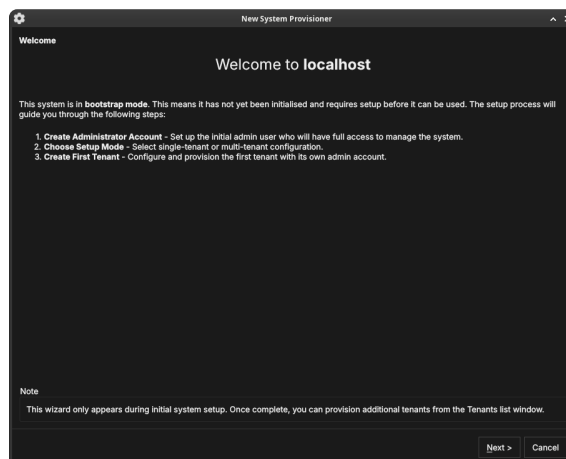 New System Provisioner
Welcome
Welcome to localhost
This system is in bootstrap mode. This means it has not yet been initialised and requires setup before it can be used. The setup process will
guide you through the following steps:
1. Create Administrator Account - Set up the initial admin user who will have full access to manage the system.
2. Choose Setup Mode - Select single-tenant or multi-tenant configuration.
3. Create First Tenant - Configure and provision the first tenant with its own admin account.
Note
This wizard only appears during initial system setup. Once complete, you can provision additional tenants from the Tenants list window.
Next > Cancel